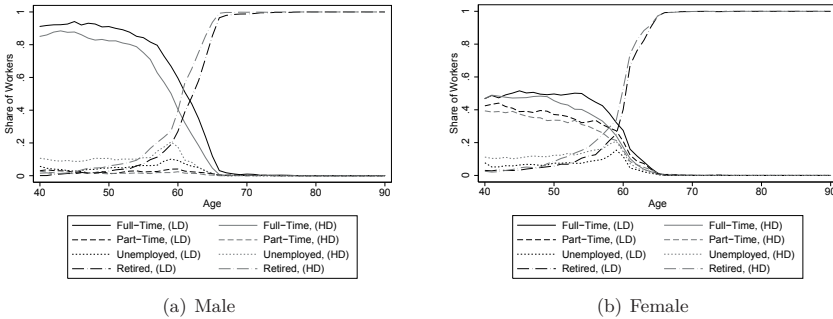 Share of Workers
1
.8
.6
.4
.2
0
40 50 60 70 80 90
Age
Full-Time, (LD) Full-Time, (HD)
Part-Time, (LD) Part-Time, (HD)
Unemployed, (LD) Unemployed, (HD)
Retired, (LD) Retired, (HD)
(a) Male
Share of Workers
1
.8
.6
.4
.2
0
40 50 60 70 80 90
Age
Full-Time, (LD) Full-Time, (HD)
Part-Time, (LD) Part-Time, (HD)
Unemployed, (LD) Unemployed, (HD)
Retired, (LD) Retired, (HD)
(b) Female